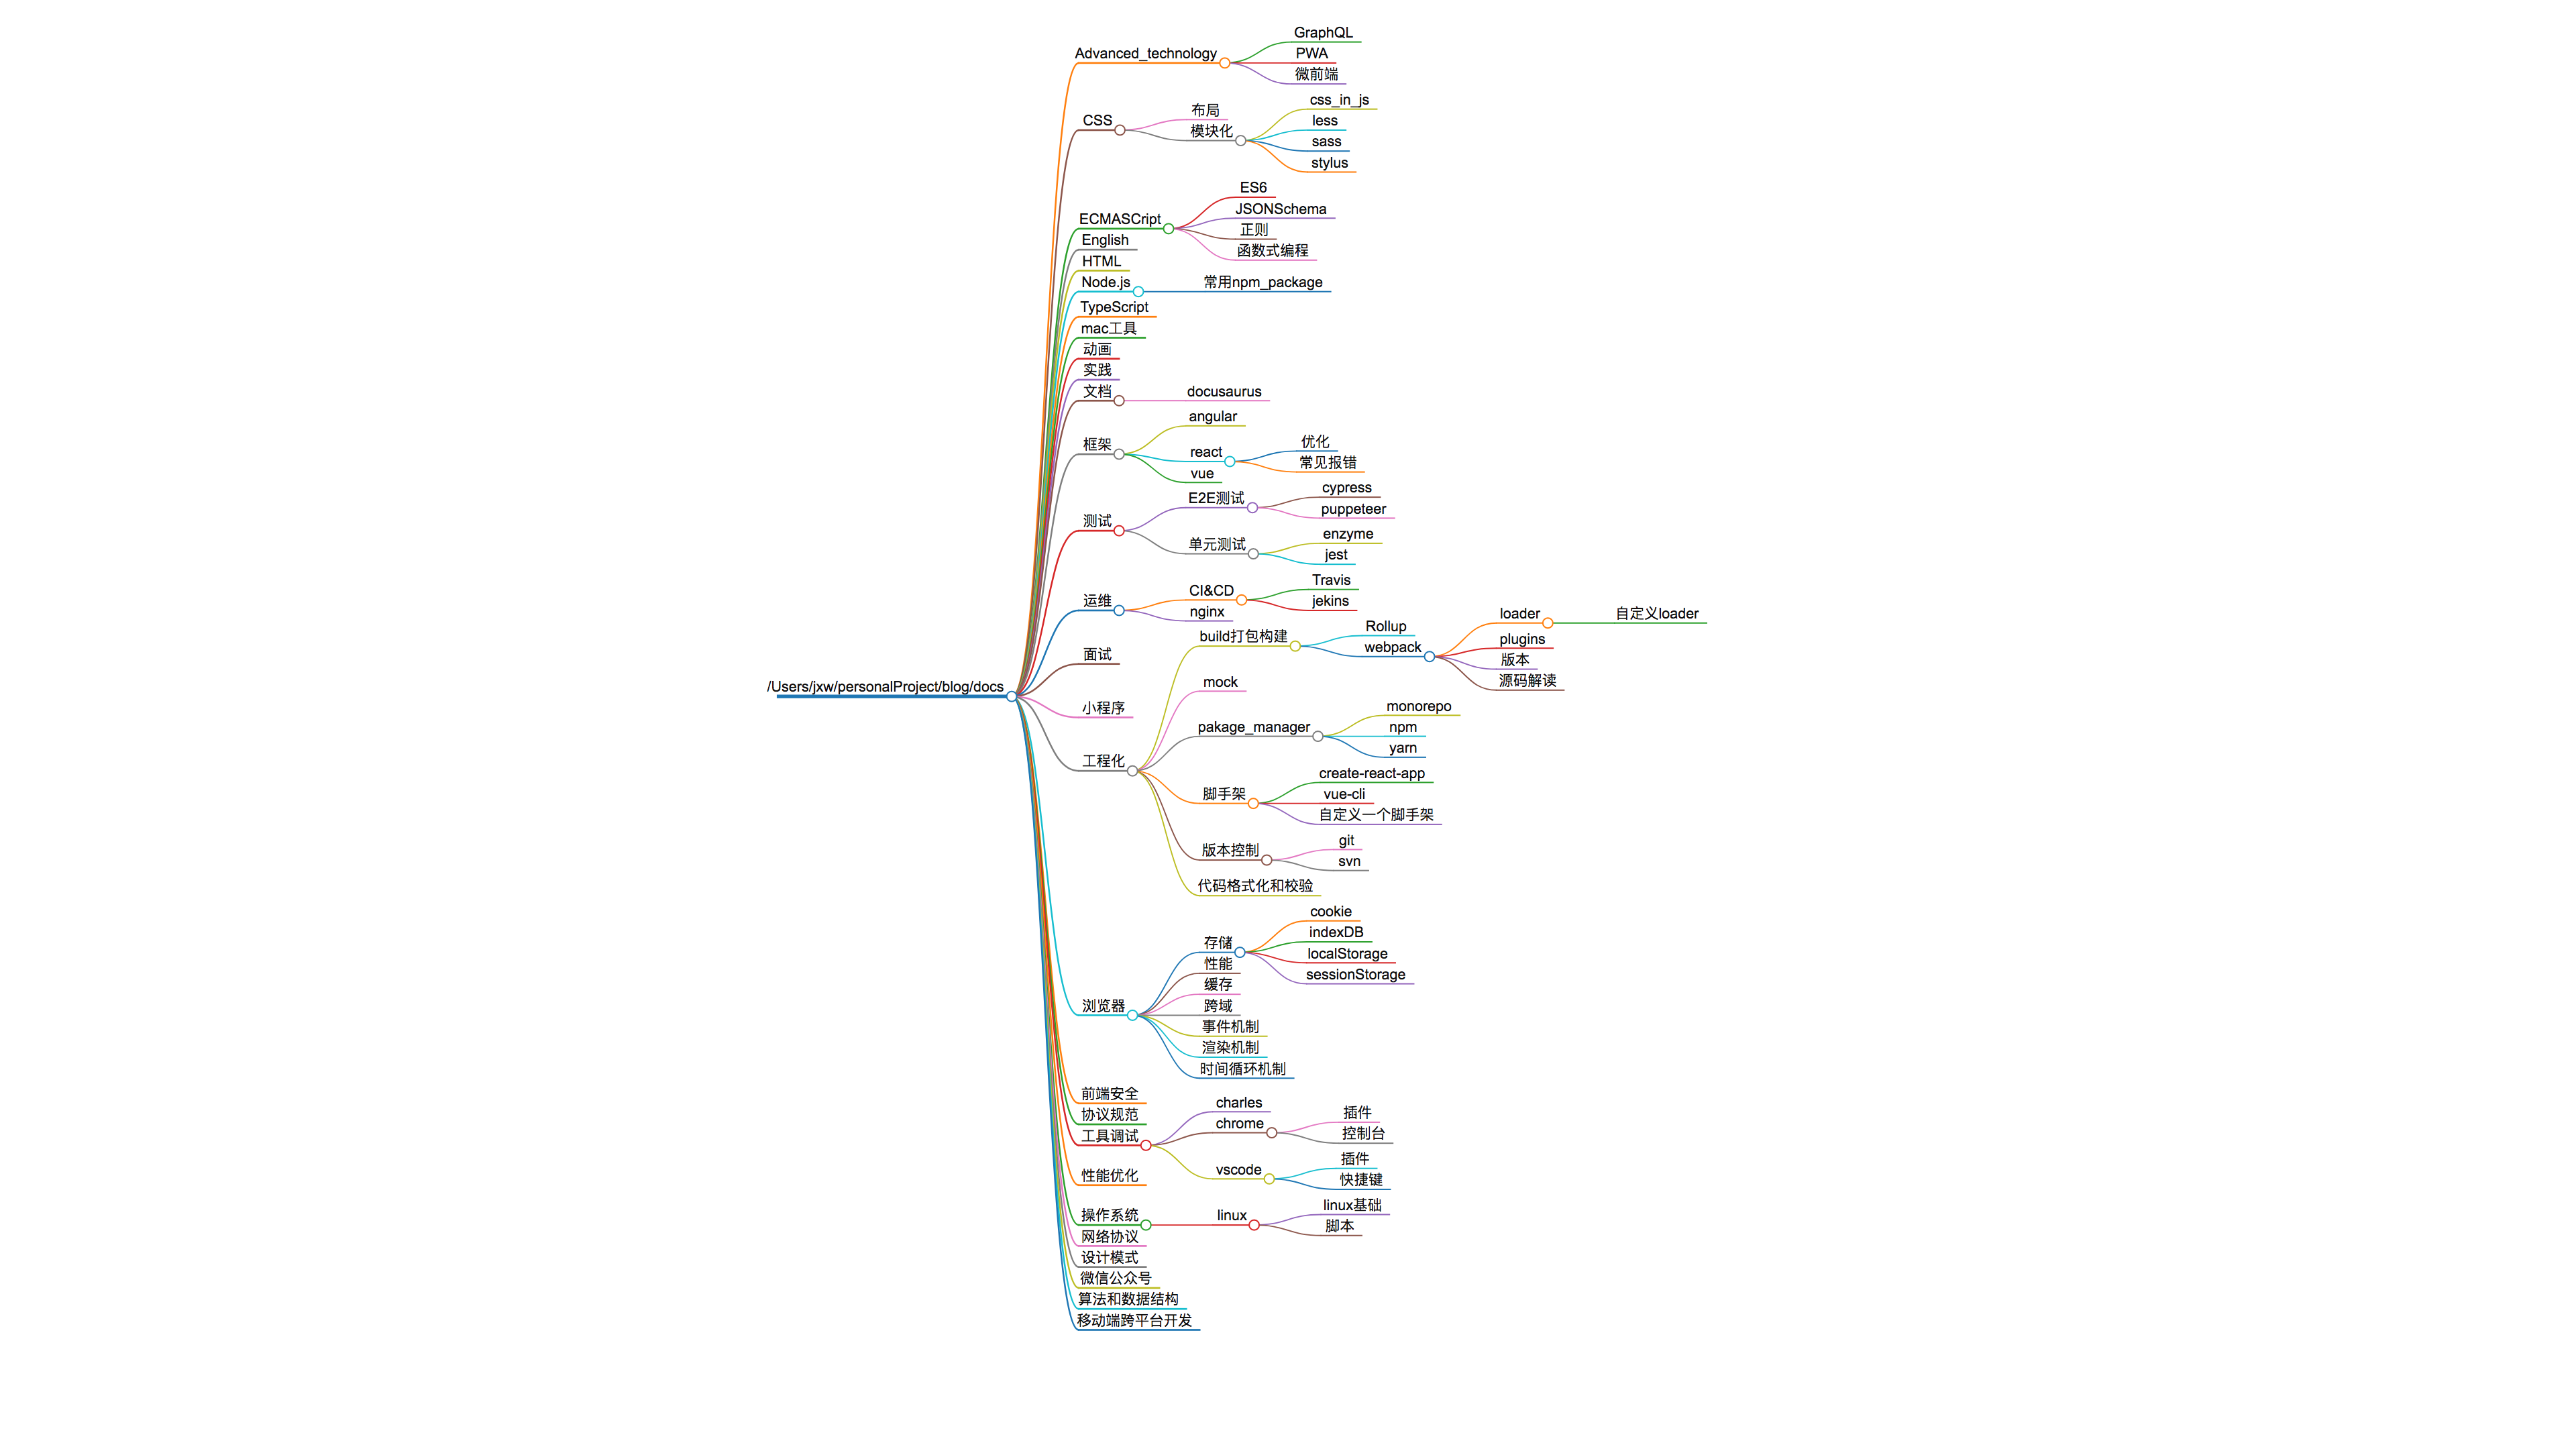 /Users/jxw/personalProject/blog/docs
Advanced_technology
GraphQL
PWA
微前端
CSS
布局
模块化
css_in_js
less
sass
stylus
ECMASCript
ES6
JSONSchema
正则
函数式编程
English
HTML
Node.js
常用npm_package
TypeScript
mac工具
动画
实践
文档
docusaurus
框架
angular
react
优化
常见报错
vue
测试
E2E测试
cypress
puppeteer
单元测试
enzyme
jest
运维
CI&CD
Travis
jekins
nginx
面试
小程序
工程化
build打包构建
Rollup
webpack
loader
自定义loader
plugins
版本
源码解读
mock
pakage_manager
monorepo
npm
yarn
脚手架
create-react-app
vue-cli
自定义一个脚手架
版本控制
git
svn
代码格式化和校验
浏览器
存储
cookie
indexDB
localStorage
sessionStorage
性能
缓存
跨域
事件机制
渲染机制
时间循环机制
前端安全
协议规范
工具调试
charles
chrome
插件
控制台
vscode
插件
快捷键
性能优化
操作系统
linux
linux基础
脚本
网络协议
设计模式
微信公众号
算法和数据结构
移动端跨平台开发